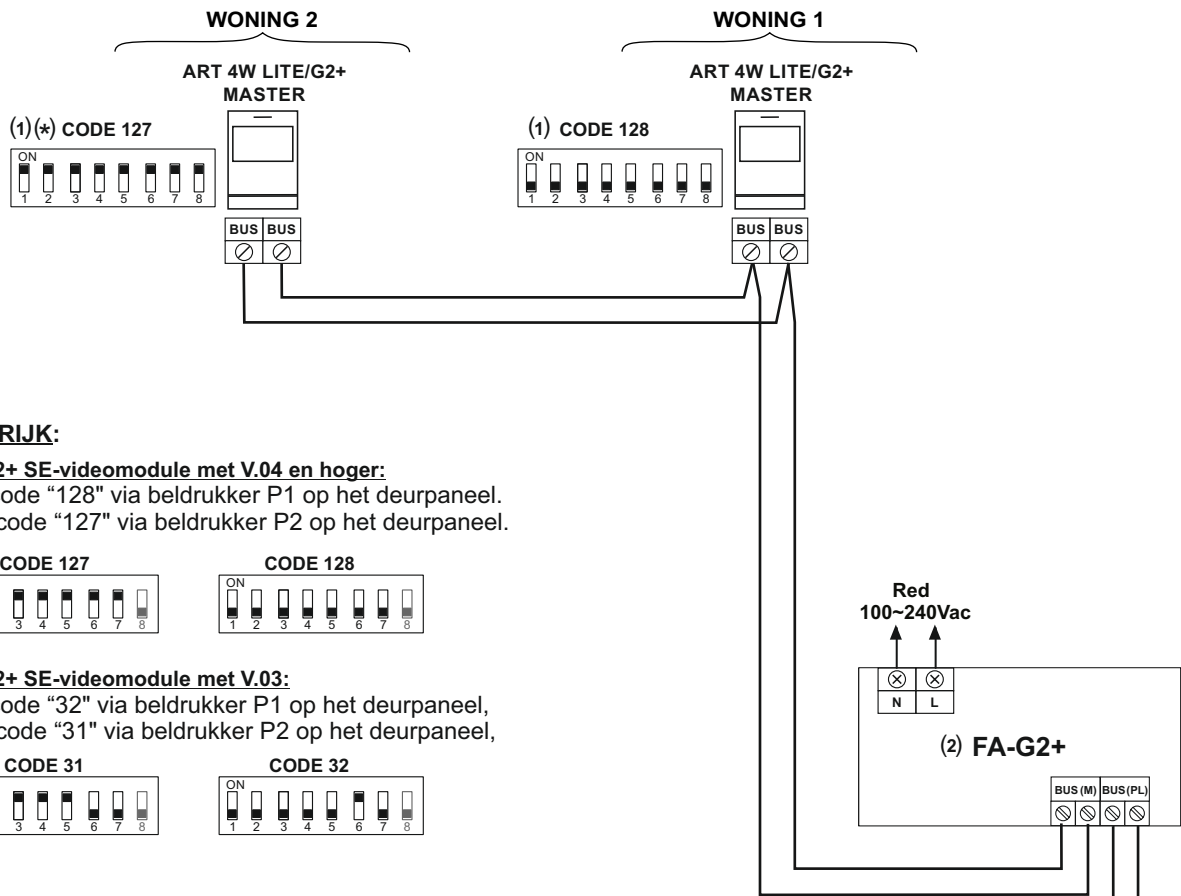 WONING 2
WONING 1
ART 4W LITE/G2+
MASTER
ART 4W LITE/G2+
MASTER
(1)(*) CODE 127
(1) CODE 128
ON
1 2 3 4 5 6 7 8
ON
1 2 3 4 5 6 7 8
BUS BUS
BUS BUS
RIJK:
2+ SE-videomodule met V.04 en hoger:
ode “128" via beldrukker P1 op het deurpaneel.
code “127" via beldrukker P2 op het deurpaneel.
CODE 127
CODE 128
3 4 5 6 7 8
ON
1 2 3 4 5 6 7 8
2+ SE-videomodule met V.03:
ode “32" via beldrukker P1 op het deurpaneel,
code “31" via beldrukker P2 op het deurpaneel,
CODE 31
CODE 32
3 4 5 6 7 8
ON
1 2 3 4 5 6 7 8
Red
100~240Vac
N L
(2) FA-G2+
BUS (M) BUS (PL)